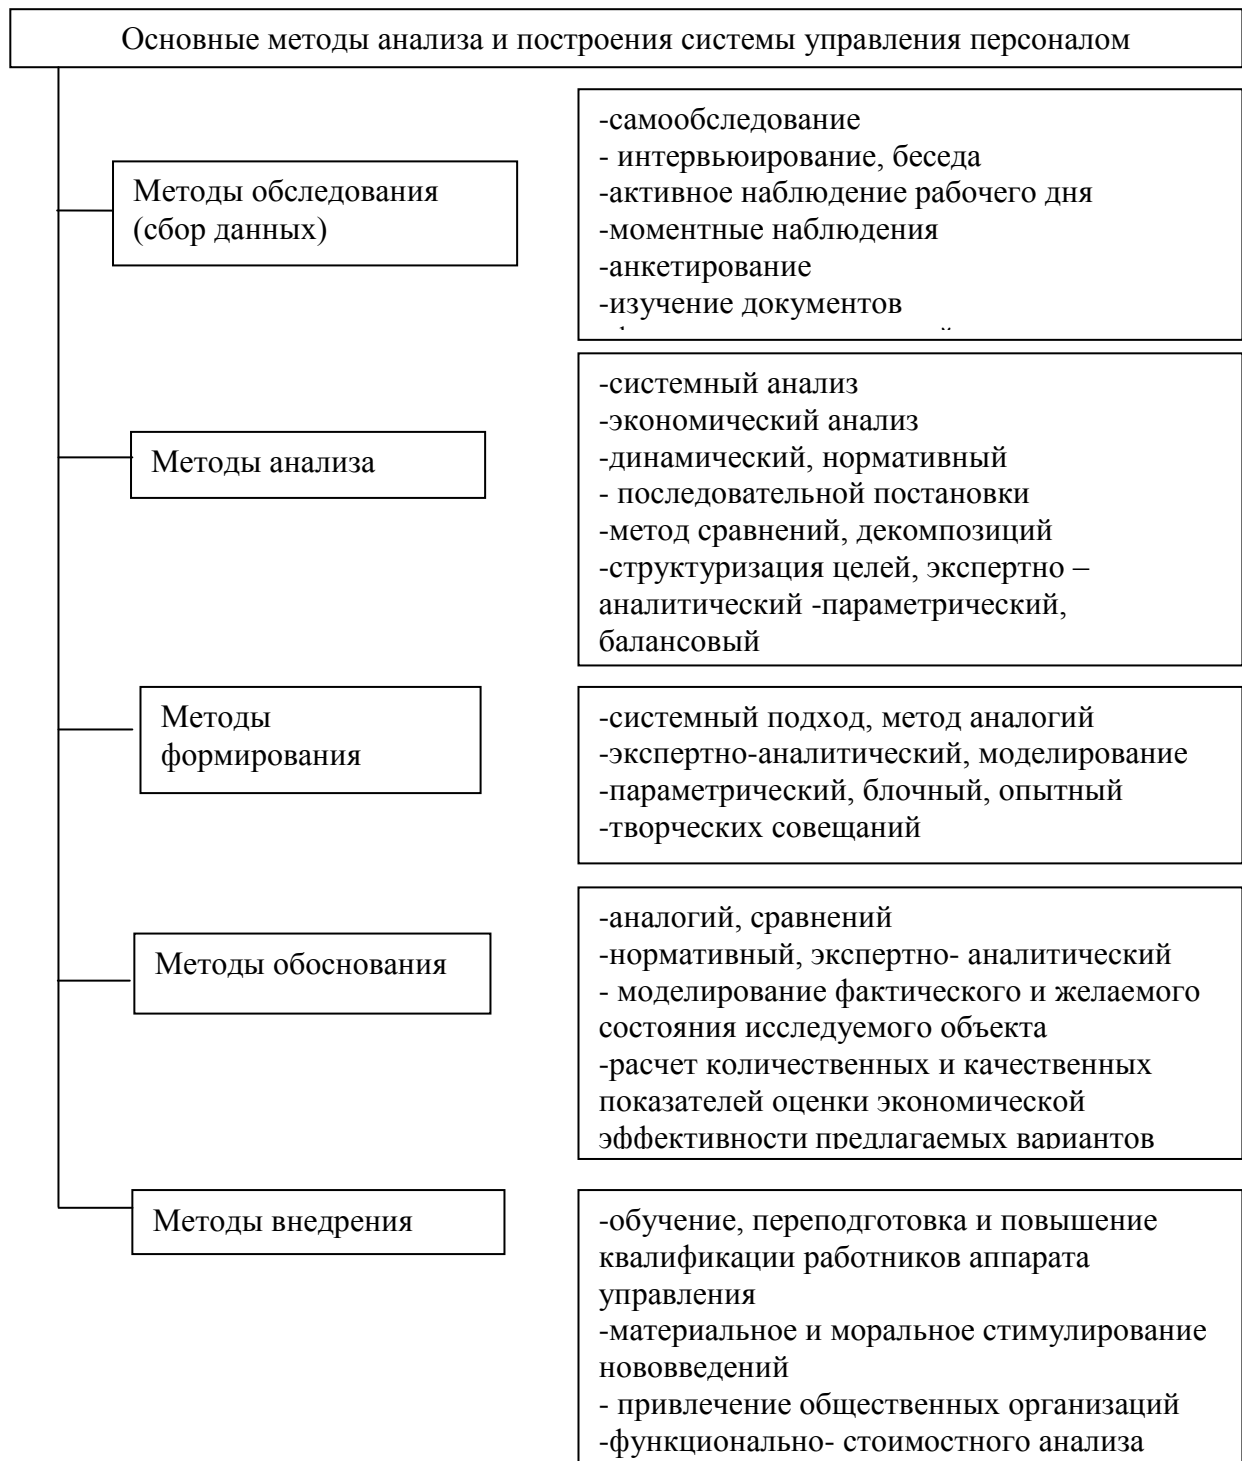 Основные методы анализа и построения системы управления персоналом
Методы обследования
(сбор данных)
-самообследование
- интервьюирование, беседа
-активное наблюдение рабочего дня
-моментные наблюдения
-анкетирование
-изучение документов
Методы анализа
-системный анализ
-экономический анализ
-динамический, нормативный
- последовательной постановки
-метод сравнений, декомпозиций
-структуризация целей, экспертно –
аналитический -параметрический,
балансовый
Методы
формирования
-системный подход, метод аналогий
-экспертно-аналитический, моделирование
-параметрический, блочный, опытный
-творческих совещаний
Методы обоснования
-аналогий, сравнений
-нормативный, экспертно- аналитический
- моделирование фактического и желаемого
состояния исследуемого объекта
-расчет количественных и качественных
показателей оценки экономической
эффективности предлагаемых вариантов
Методы внедрения
-обучение, переподготовка и повышение
квалификации работников аппарата
управления
-материальное и моральное стимулирование
нововведений
- привлечение общественных организаций
-функционально- стоимостного анализа